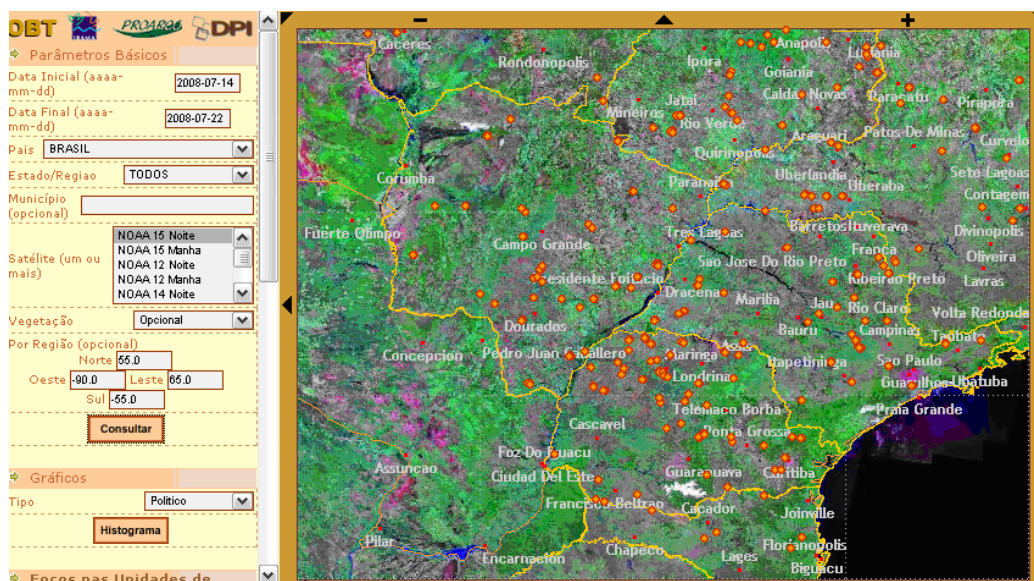 OBT
IBAMA
PROARCO
DPI
Parâmetros Básicos
Data Inicial (aaaa-
mm-dd)
2008-07-14
Data Final (aaaa-
mm-dd)
2008-07-22
Pais
BRASIL
Estado/Regiao
TODOS
Município
(opcional)
Satélite (um ou
mais)
NOAA 15 Noite
NOAA 15 Manha
NOAA 12 Noite
NOAA 12 Manha
NOAA 14 Noite
Vegetação
Opcional
Por Região (opcional)
Norte 55.0
Oeste -90.0 Leste 65.0
Sul -55.0
Consultar
Gráficos
Tipo
Politico
Histograma
Focos nas Unidades de
Caceres
Rondonopolis
Ipora
Anapoli
Luziania
Goiania
Mineiros
Jatai
Caldas Novas
Paracatu
Pirapora
Rio Verde
Araguari
Patos De Minas
Curvelo
Quirinopolis
Sete Lagoas
Corumba
Paranaiba
Uberlandia
Uberaba
Contagem
Fuerte Olimpo
Campo Grande
Tres Lagoas
Barretos
Ituverava
Divinopolis
Franca
Oliveira
Sao Jose Do Rio Preto
Presidente Epitacio
Ribeirao Preto
Lavras
Dracena
Marilia
Jau
Rio Claro
Volta Redonda
Dourados
Bauru
Campinas
Taubat
Concepcion
Pedro Juan Caballero
Maringa
Assis
Itapetininga
Sao Paulo
Londrina
Guarulhos
Ubatuba
Telemaco Borba
Praia Grande
Cascavel
Ponta Grossa
Foz Do Iguacu
Assuncao
Ciudad Del Este
Guarapuava
Curitiba
Francisco Beltrao
Cacador
Joinville
Pilar
Encarnacion
Chapeco
Lages
Florianopolis
Biguacu